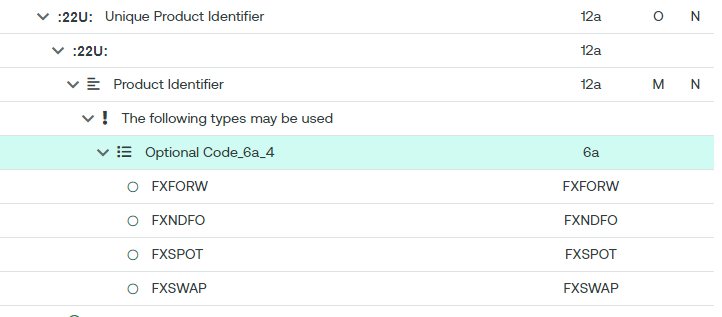 :22U: Unique Product Identifier 12a O N
:22U: 12a
Product Identifier 12a M N
! The following types may be used
Optional Code_6a_4 6a
FXFORW FXFORW
FXNDFO FXNDFO
FXSPOT FXSPOT
FXSWAP FXSWAP